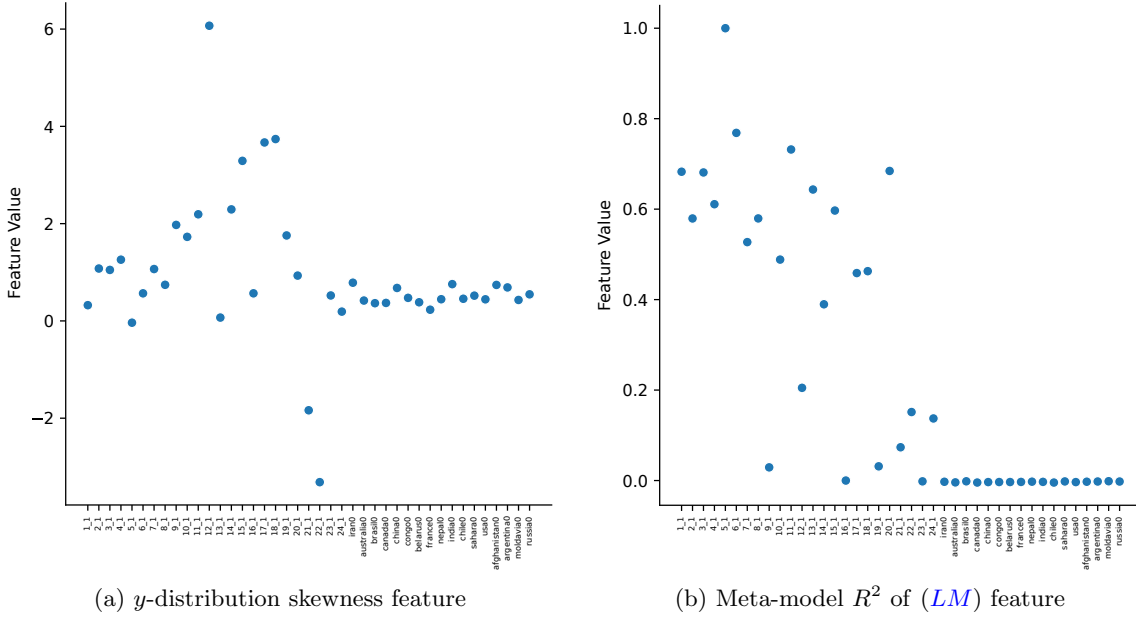 6
4
2
0
−2
Feature Value
1_1
2_1
3_1
4_1
5_1
6_1
7_1
8_1
9_1
10_1
11_1
12_1
13_1
14_1
15_1
16_1
17_1
18_1
19_1
20_1
21_1
22_1
23_1
24_1
iran0
australia0
brasil0
canada0
china0
congo0
belarus0
france0
nepal0
india0
chile0
sahara0
usa0
afghanistan0
argentina0
moldavia0
russia0
(a) y-distribution skewness feature
1.0
0.8
0.6
0.4
0.2
0.0
Feature Value
1_1
2_1
3_1
4_1
5_1
6_1
7_1
8_1
9_1
10_1
11_1
12_1
13_1
14_1
15_1
16_1
17_1
18_1
19_1
20_1
21_1
22_1
23_1
24_1
iran0
australia0
brasil0
canada0
china0
congo0
belarus0
france0
nepal0
india0
chile0
sahara0
usa0
afghanistan0
argentina0
moldavia0
russia0
(b) Meta-model R² of (LM) feature